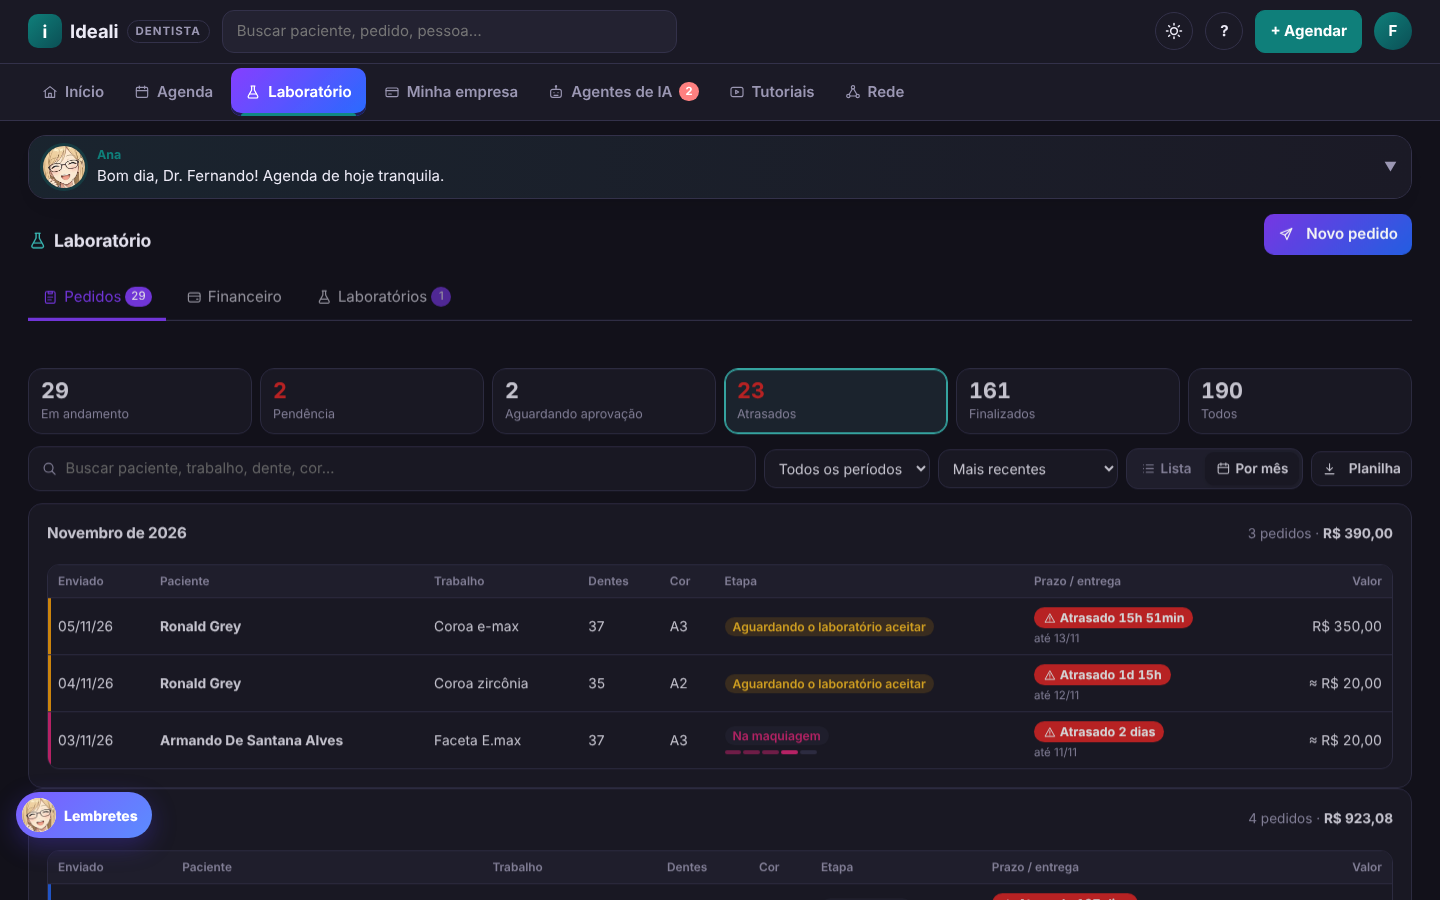 i Ideali DENTISTA Buscar paciente, pedido, pessoa... ? + Agendar F
Início Agenda Laboratório Minha empresa Agentes de IA 2 Tutoriais Rede
Ana
Bom dia, Dr. Fernando! Agenda de hoje tranquila. ▼
Laboratório Novo pedido
Pedidos 29 Financeiro Laboratórios 1
29 2 2 23 161 190
Em andamento Pendência Aguardando aprovação Atrasados Finalizados Todos
Buscar paciente, trabalho, dente, cor... Todos os períodos Mais recentes Lista Por mês Planilha
Novembro de 2026 3 pedidos · R$ 390,00
Enviado Paciente Trabalho Dentes Cor Etapa Prazo / entrega Valor
05/11/26 Ronald Grey Coroa e-max 37 A3 Aguardando o laboratório aceitar Atrasado 15h 51min R$ 350,00
até 13/11
04/11/26 Ronald Grey Coroa zircônia 35 A2 Aguardando o laboratório aceitar Atrasado 1d 15h ≈ R$ 20,00
até 12/11
03/11/26 Armando De Santana Alves Faceta E.max 37 A3 Na maquiagem Atrasado 2 dias ≈ R$ 20,00
até 11/11
Lembretes 4 pedidos · R$ 923,08
Enviado Paciente Trabalho Dentes Cor Etapa Prazo / entrega Valor